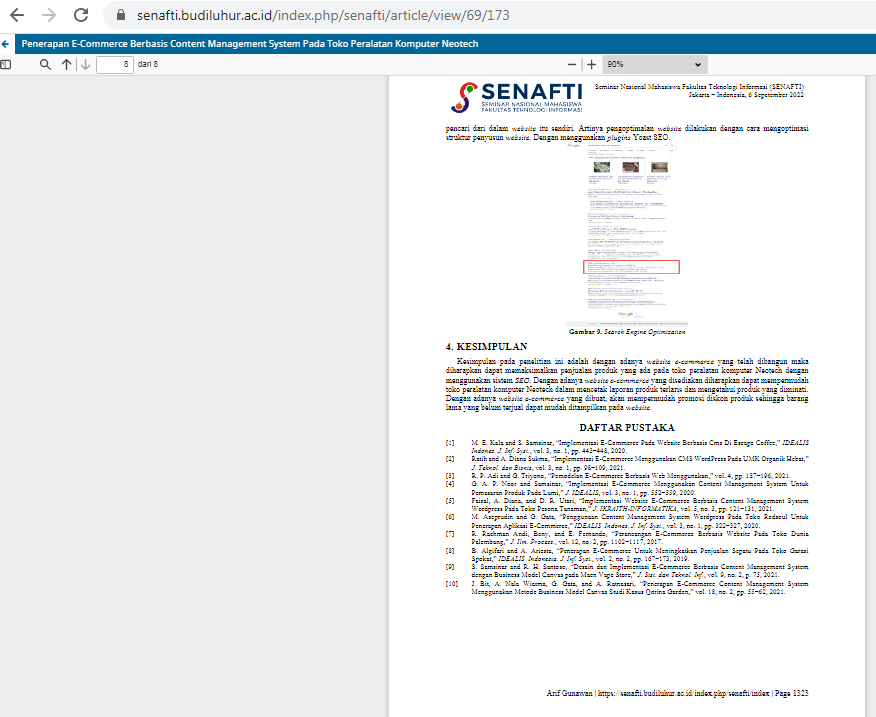 senafti.budiluhur.ac.id/index.php/senafti/article/view/69/173
Penerapan E-Commerce Berbasis Content Management System Pada Toko Peralatan Komputer Neotech
8 dari 8
90%
SENAFTI
SEMINAR NASIONAL MAHASISWA
FAKULTAS TEKNOLOGI INFORMASI
Seminar Nasional Mahasiswa Fakultas Teknologi Informasi (SENAFTI)
Jakarta – Indonesia, 6 September 2022
pencari dari dalam website itu sendiri. Artinya pengoptimalan website dilakukan dengan cara mengoptimasi
struktur penyusun website. Dengan menggunakan plugins Yoast SEO.
Gambar 9. Search Engine Optimization
4. KESIMPULAN
Kesimpulan pada penelitian ini adalah dengan adanya website e-commerce yang telah dibangun maka
diharapkan dapat memaksimalkan penjualan produk yang ada pada toko peralatan komputer Neotech dengan
menggunakan sistem SEO. Dengan adanya website e-commerce yang disediakan diharapkan dapat mempermudah
toko peralatan komputer Neotech dalam mencetak laporan produk terlaris dan mengetahui produk yang diminati.
Dengan adanya website e-commerce yang dibuat, akan mempermudah promosi diskon produk sehingga barang
lama yang belum terjual dapat mudah ditampilkan pada website.
DAFTAR PUSTAKA
[1] M. E. Kala and S. Samsinar, "Implementasi E-Commerce Pada Website Berbasis Cms Di Escape Coffee," IDEALIS
Indones. J. Inf. Syst., vol. 3, no. 1, pp. 443–448, 2020.
[2] Ratih and A. Diana Sukma, "Implementasi E-Commerce Menggunakan CMS WordPress Pada UMK Organik Hebat,"
J. Teknol. dan Bisnis, vol. 3, no. 1, pp. 98–109, 2021.
[3] R. P. Adi and G. Triyono, "Pemodelan E-Commerce Berbasis Web Menggunakan," vol. 4, pp. 187–196, 2021.
[4] G. A. P. Noor and Samsinar, "Implementasi E-Commerce Menggunakan Content Management System Untuk
Pemasaran Produk Pada Lumi," J. IDEALIS, vol. 3, no. 1, pp. 552–559, 2020.
[5] Faisal, A. Diana, and D. R. Utari, "Implementasi Website E-Commerce Berbasis Content Management System
Wordpress Pada Toko Pesona Tanaman," J. IKRAITH-INFORMATIKA, vol. 5, no. 3, pp. 121–131, 2021.
[6] M. Aseprudin and G. Gata, "Penggunaan Content Management System Wordpress Pada Toko Redsoul Untuk
Penerapan Aplikasi E-Commerce," IDEALIS Indones. J. Inf. Syst., vol. 3, no. 1, pp. 322–327, 2020.
[7] R. Rachman Andi, Beny, and E. Fernando, "Perancangan E-Commerce Berbasis Website Pada Toko Dunia
Palembang," J. Ilm. Process., vol. 12, no. 2, pp. 1102–1117, 2017.
[8] B. Algifari and A. Ariesta, "Penerapan E-Commerce Untuk Meningkatkan Penjualan Sepatu Pada Toko Garasi
Spokat," IDEALIS Indonesia. J. Inf. Syst., vol. 2, no. 2, pp. 167–173, 2019.
[9] S. Samsinar and R. H. Santoso, "Desain dan Implementasi E-Commerce Berbasis Content Management System
dengan Business Model Canvas pada Maen Vape Store," J. Sist. dan Teknol. Inf., vol. 9, no. 2, p. 75, 2021.
[10] J. Bit, A. Nala Wiatma, G. Gata, and A. Ratnasari, "Penerapan E-Commerce Berbasis Content Management System
Menggunakan Metode Business Model Canvas Studi Kasus Qorina Garden," vol. 18, no. 2, pp. 55–62, 2021.
Arif Gunawan | https://senafti.budiluhur.ac.id/index.php/senafti/index | Page 1323